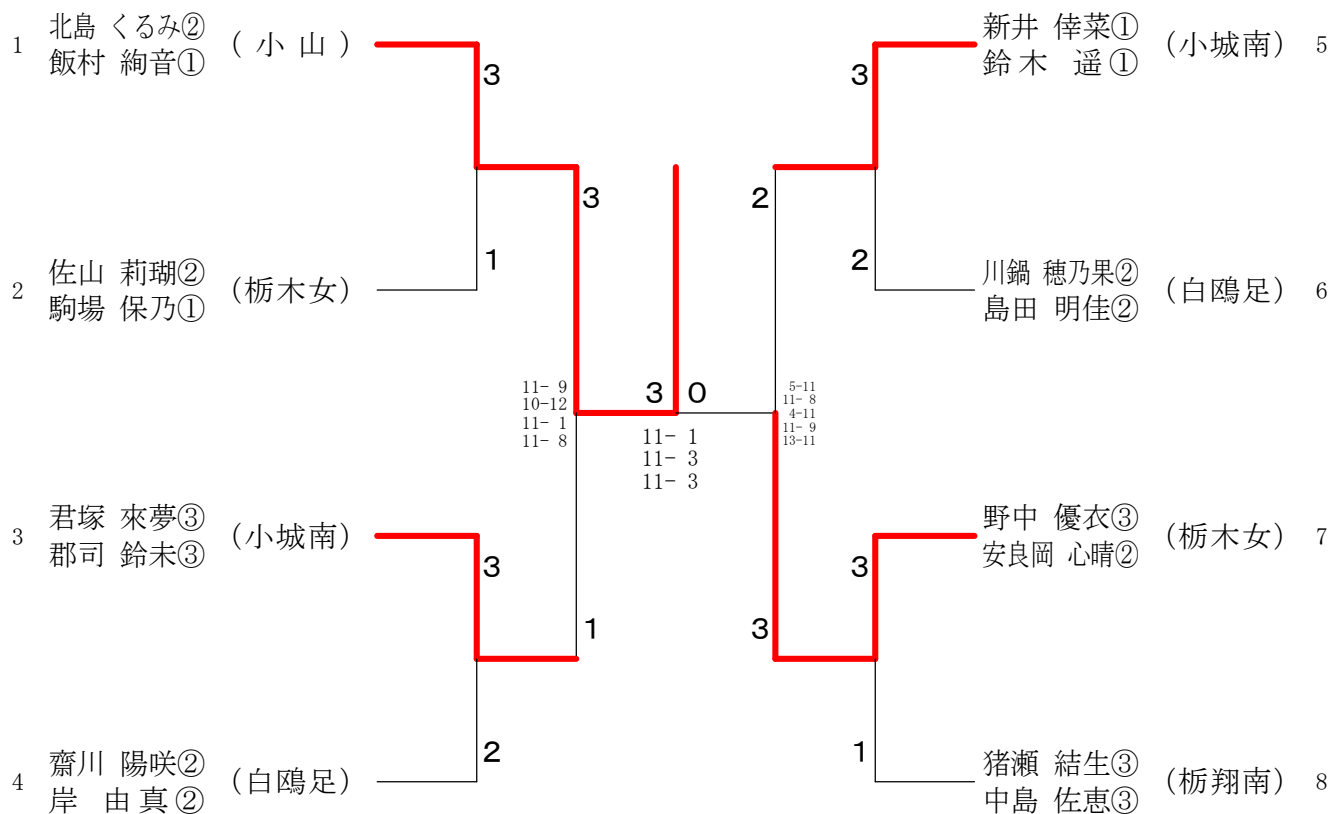 1 北島 くるみ② (小山)
飯村 絢音①
3
1
2 佐山 莉瑚② (栃木女)
駒場 保乃①
3
3 君塚 來夢③ (小城南)
郡司 鈴未③
3
2
4 齋川 陽咲② (白鴎足)
岸 由真②
1
11- 9
10-12
11- 1
11- 8
3 0
11- 1
11- 3
11- 3
新井 倖菜① (小城南) 5
鈴木 遥①
3
2
川鍋 穂乃果② (白鴎足) 6
島田 明佳②
2
5-11
11- 8
4-11
11- 9
13-11
野中 優衣③ (栃木女) 7
安良岡 心晴②
3
3
1
猪瀬 結生③ (栃翔南) 8
中島 佐恵③